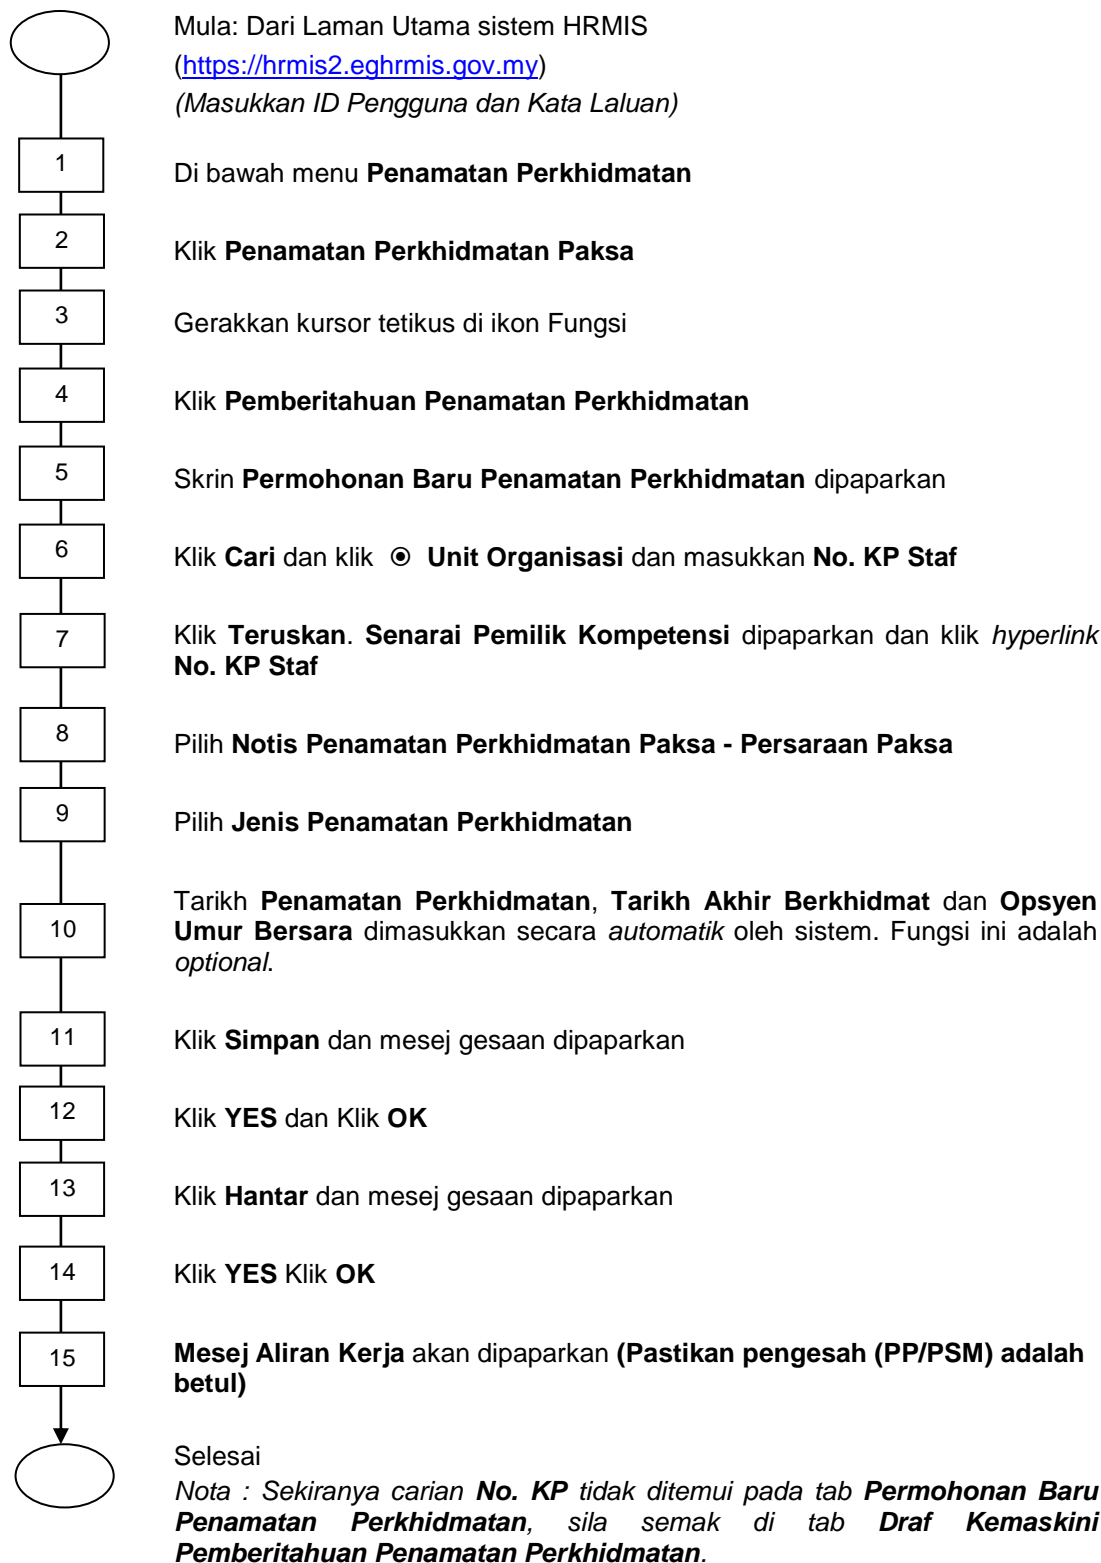 Mula: Dari Laman Utama sistem HRMIS
(https://hrmis2.eghrmis.gov.my)
(Masukkan ID Pengguna dan Kata Laluan)
1
Di bawah menu Penamatan Perkhidmatan
2
Klik Penamatan Perkhidmatan Paksa
3
Gerakkan kursor tetikus di ikon Fungsi
4
Klik Pemberitahuan Penamatan Perkhidmatan
5
Skrin Permohonan Baru Penamatan Perkhidmatan dipaparkan
6
Klik Cari dan klik ⦿ Unit Organisasi dan masukkan No. KP Staf
7
Klik Teruskan. Senarai Pemilik Kompetensi dipaparkan dan klik hyperlink
No. KP Staf
8
Pilih Notis Penamatan Perkhidmatan Paksa - Persaraan Paksa
9
Pilih Jenis Penamatan Perkhidmatan
10
Tarikh Penamatan Perkhidmatan, Tarikh Akhir Berkhidmat dan Opsyen
Umur Bersara dimasukkan secara automatik oleh sistem. Fungsi ini adalah
optional.
11
Klik Simpan dan mesej gesaan dipaparkan
12
Klik YES dan Klik OK
13
Klik Hantar dan mesej gesaan dipaparkan
14
Klik YES Klik OK
15
Mesej Aliran Kerja akan dipaparkan (Pastikan pengesah (PP/PSM) adalah
betul)
Selesai
Nota : Sekiranya carian No. KP tidak ditemui pada tab Permohonan Baru
Penamatan Perkhidmatan, sila semak di tab Draf Kemaskini
Pemberitahuan Penamatan Perkhidmatan.